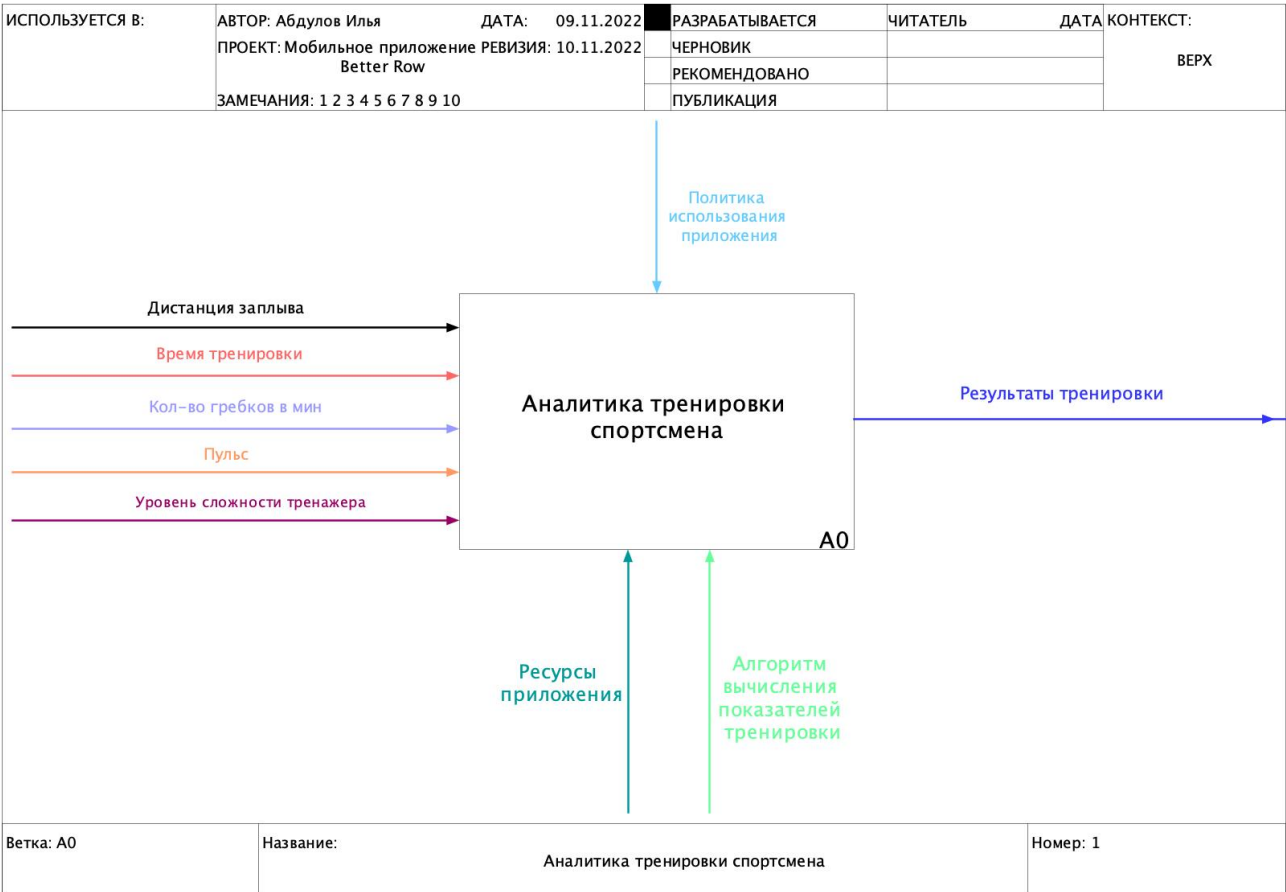 ИСПОЛЬЗУЕТСЯ В:
АВТОР: Абдулов Илья
ДАТА: 09.11.2022
ПРОЕКТ: Мобильное приложение
Better Row
РЕВИЗИЯ: 10.11.2022
ЗАМЕЧАНИЯ: 1 2 3 4 5 6 7 8 9 10
РАЗРАБАТЫВАЕТСЯ
ЧЕРНОВИК
РЕКОМЕНДОВАНО
ПУБЛИКАЦИЯ
ЧИТАТЕЛЬ
ДАТА
КОНТЕКСТ:
ВЕРХ
Политика
использования
приложения
Дистанция заплыва
Время тренировки
Кол-во гребков в мин
Пульс
Уровень сложности тренажера
Аналитика тренировки
спортсмена
A0
Результаты тренировки
Ресурсы
приложения
Алгоритм
вычисления
показателей
тренировки
Ветка: A0
Название:
Аналитика тренировки спортсмена
Номер: 1